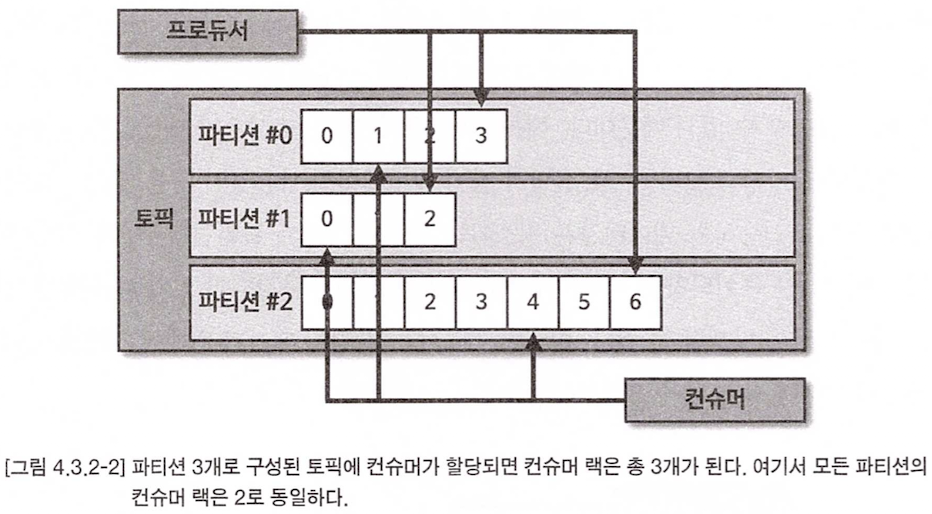 프로듀서
토픽
파티션 #0 0 1 2 3
파티션 #1 0 2
파티션 #2 0 2 3 4 5 6
컨슈머
[그림 4.3.2-2] 파티션 3개로 구성된 토픽에 컨슈머가 할당되면 컨슈머 랙은 총 3개가 된다. 여기서 모든 파티션의
컨슈머 랙은 2로 동일하다.